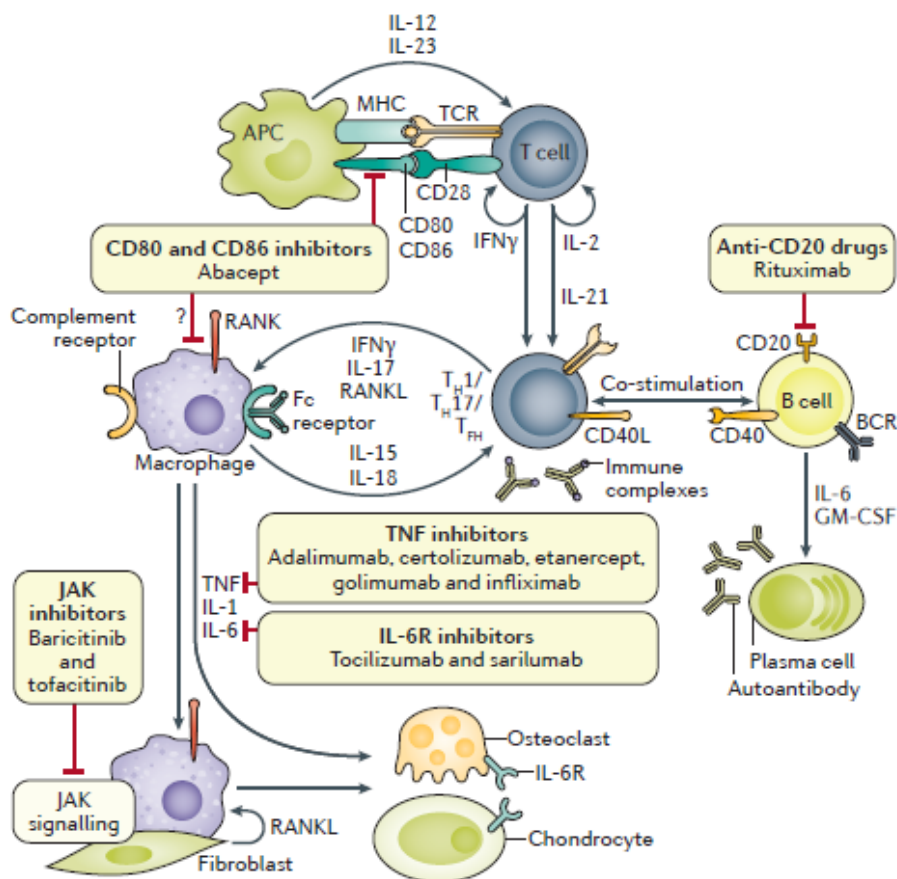 IL-12
IL-23
MHC
TCR
APC
T cell
CD28
CD80
CD86
IFNγ
IL-2
CD80 and CD86 inhibitors
Abacept
Anti-CD20 drugs
Rituximab
IL-21
?
Complement
receptor
RANK
CD20
IFNγ
IL-17
RANKL
TH1/
TH17/
TFH
Co-stimulation
B cell
Fc
receptor
CD40L
CD40
BCR
Macrophage
IL-15
IL-18
Immune
complexes
IL-6
GM-CSF
TNF inhibitors
Adalimumab, certolizumab, etanercept,
golimumab and infliximab
TNF
IL-1
IL-6
JAK
inhibitors
Baricitinib
and
tofacitinib
IL-6R inhibitors
Tocilizumab and sarilumab
Plasma cell
Autoantibody
Osteoclast
IL-6R
JAK
signalling
RANKL
Chondrocyte
Fibroblast